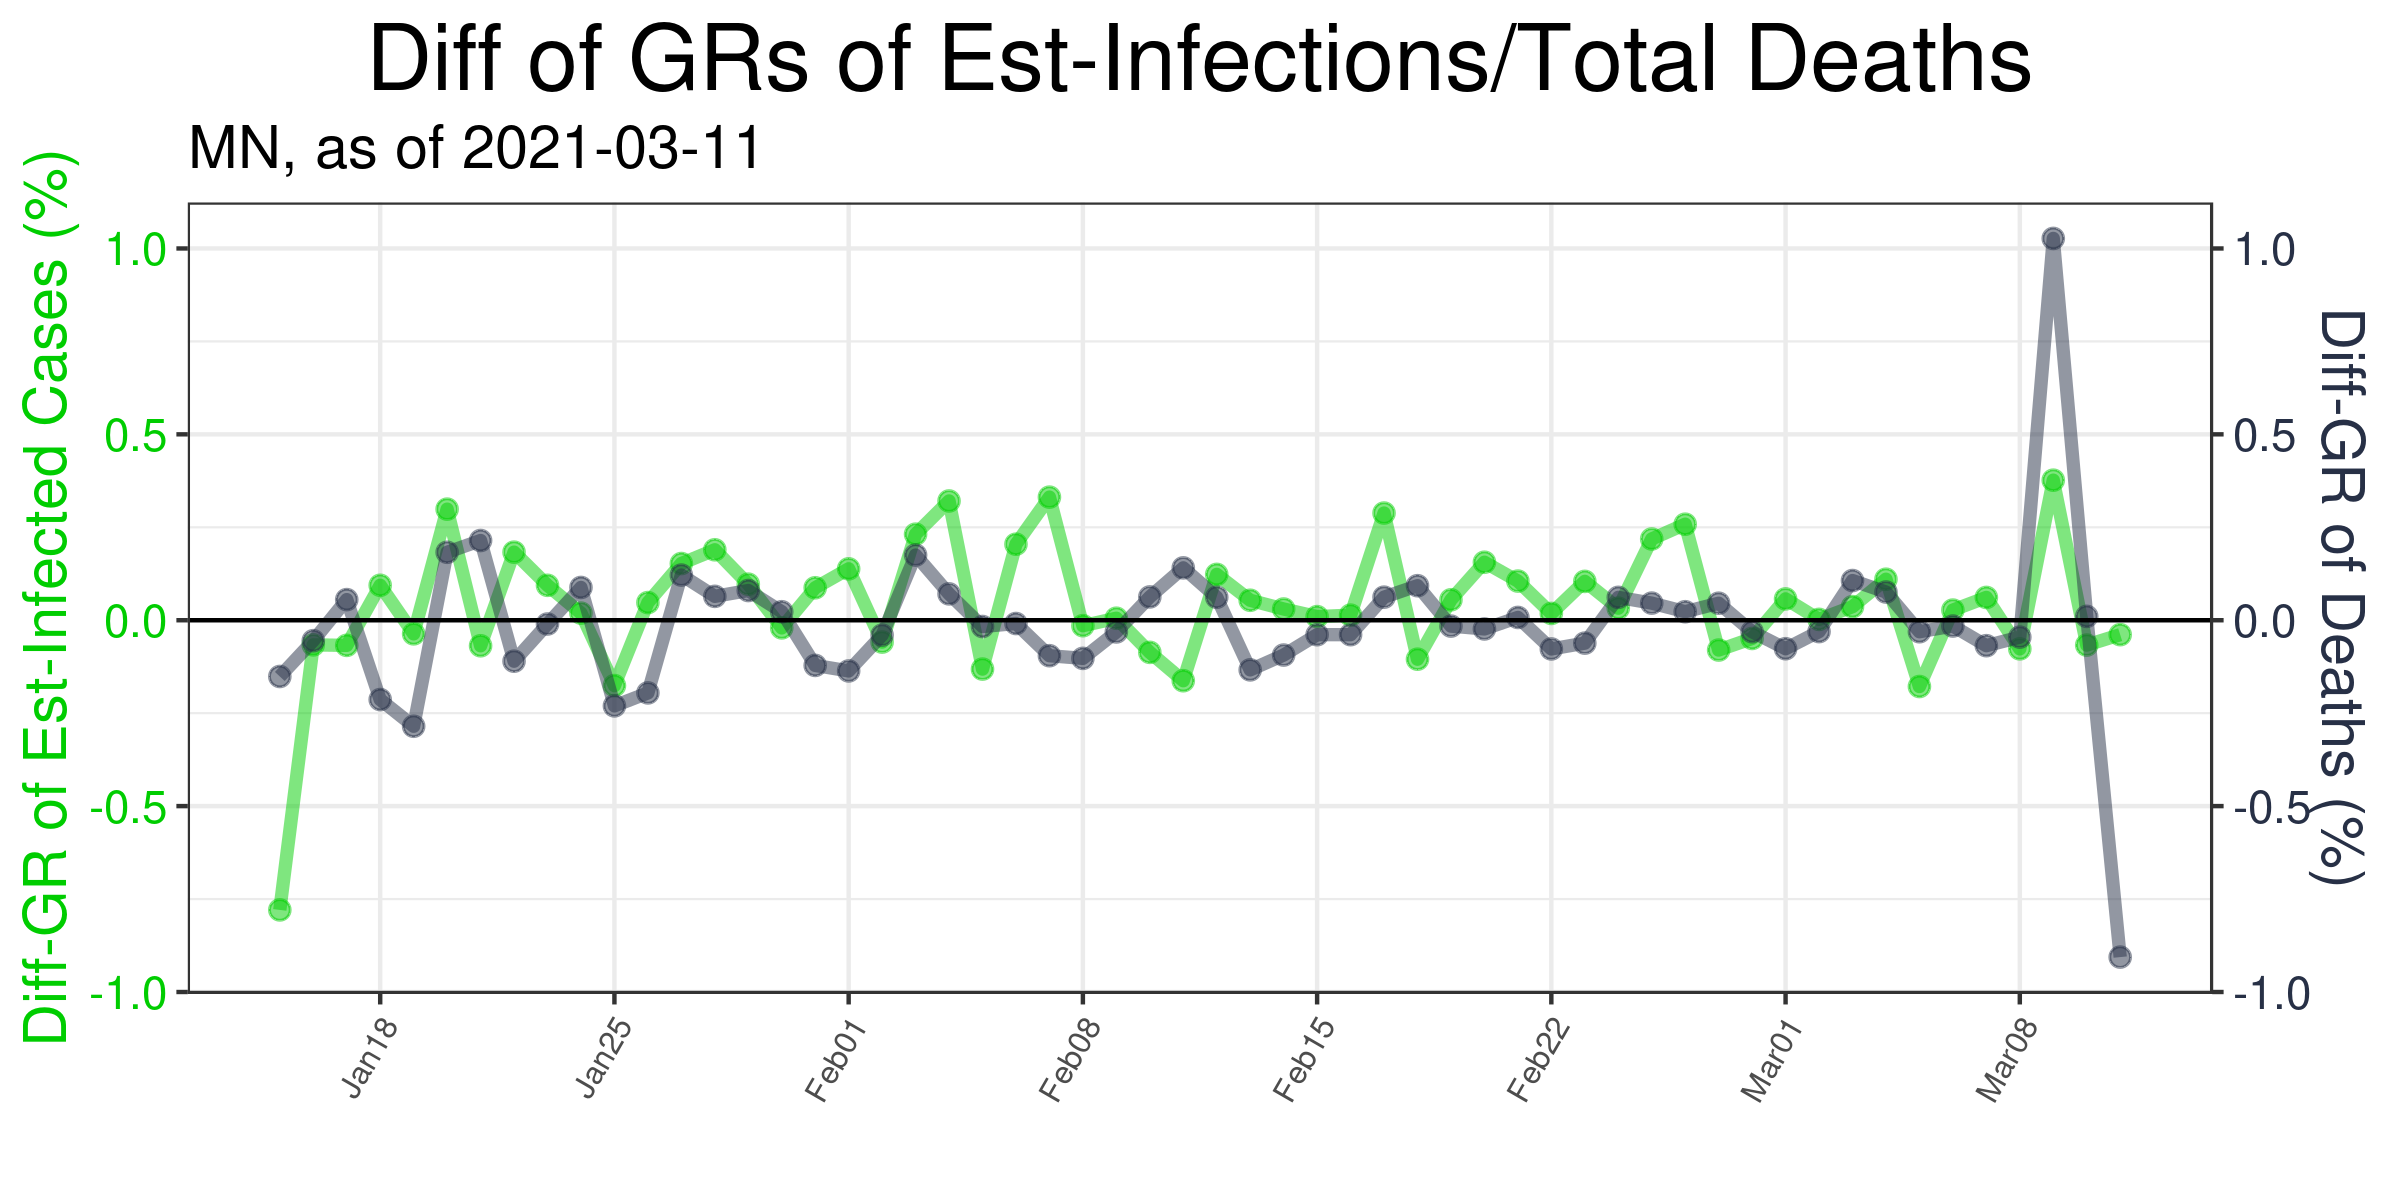 Diff of GRs of Est-Infections/Total Deaths
MN, as of 2021-03-11
Diff-GR of Est-Infected Cases (%)
1.0
0.5
0.0
-0.5
-1.0
1.0
0.5
0.0
-0.5
-1.0
Diff-GR of Deaths (%)
Jan18
Jan25
Feb01
Feb08
Feb15
Feb22
Mar01
Mar08